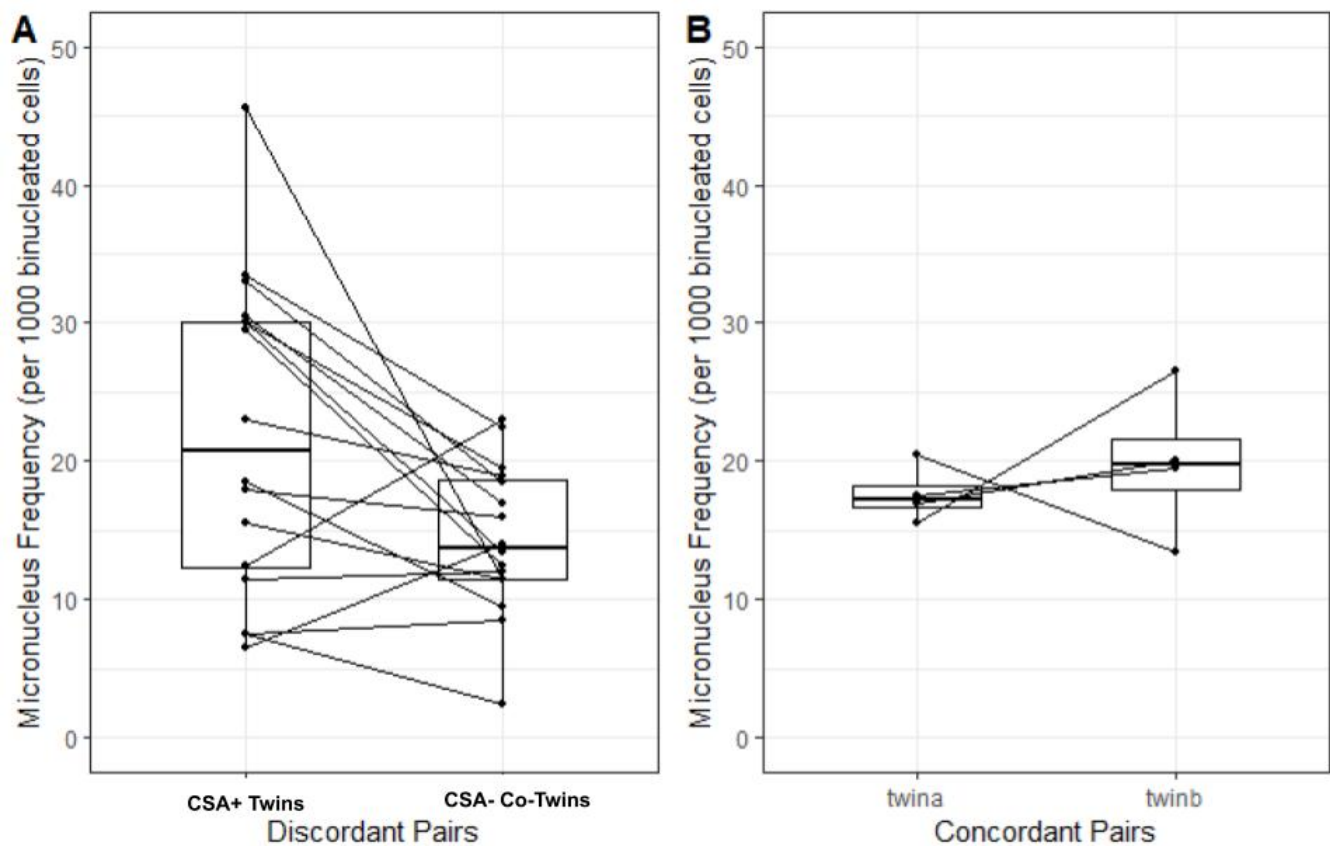 A
Micronucleus Frequency (per 1000 binucleated cells)
50
40
30
20
10
0
CSA+ Twins
CSA- Co-Twins
Discordant Pairs
B
Micronucleus Frequency (per 1000 binucleated cells)
50
40
30
20
10
0
twina
twinb
Concordant Pairs